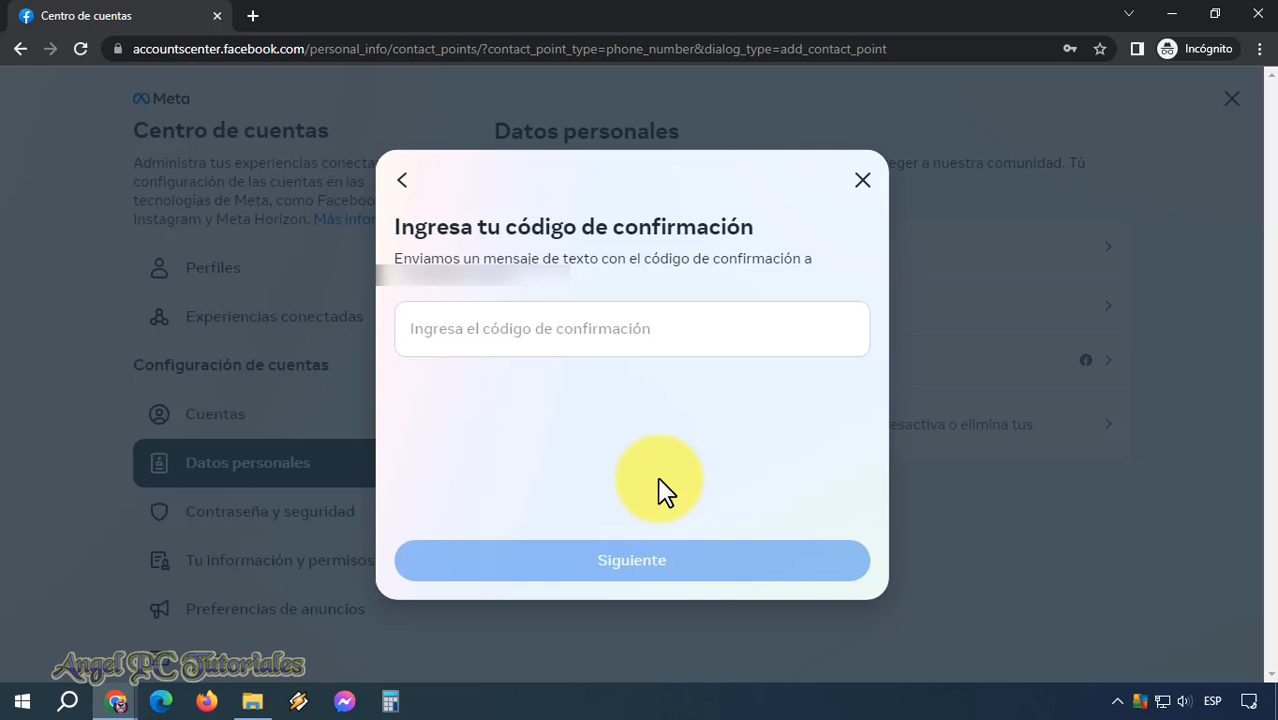 Centro de cuentas
accountscenter.facebook.com/personal_info/contact_points/?contact_point_type=phone_number&dialog_type=add_contact_point
Incógnito
Meta
Centro de cuentas
Administra tus experiencias conecta
configuración de las cuentas en las
tecnologías de Meta, como Faceboo
Instagram y Meta Horizon. Más infor
Perfiles
Experiencias conectadas
Configuración de cuentas
Cuentas
Datos personales
Contraseña y seguridad
Tu información y permisos
Preferencias de anuncios
Datos personales
eger a nuestra comunidad. Tú
esactiva o elimina tus
Ingresa tu código de confirmación
Enviamos un mensaje de texto con el código de confirmación a
Ingresa el código de confirmación
Siguiente
Angel PC Tutoriales
ESP